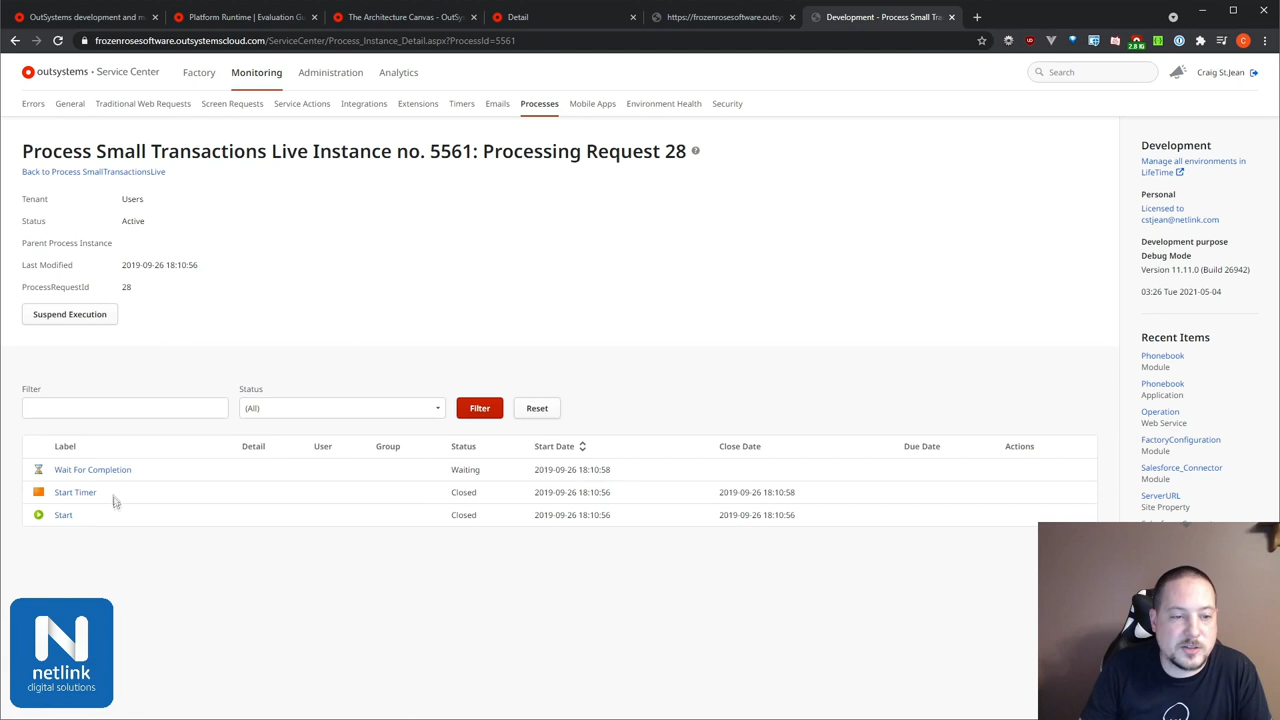 OutSystems development and m
Platform Runtime | Evaluation Gu
The Architecture Canvas - OutSy
Detail
https://frozenrosesoftware.outsy
Development - Process Small Tra
frozenrosesoftware.outsystemscloud.com/ServiceCenter/Process_Instance_Detail.aspx?ProcessId=5561
2.8 k
C
outsystems • Service Center
Factory
Monitoring
Administration
Analytics
Search
Craig St.Jean
Errors
General
Traditional Web Requests
Screen Requests
Service Actions
Integrations
Extensions
Timers
Emails
Processes
Mobile Apps
Environment Health
Security
Process Small Transactions Live Instance no. 5561: Processing Request 28
Back to Process SmallTransactionsLive
Tenant Users
Status Active
Parent Process Instance
Last Modified 2019-09-26 18:10:56
ProcessRequestId 28
Suspend Execution
Filter
Status
(All)
Filter
Reset
Label Detail User Group Status Start Date Close Date Due Date Actions
Wait For Completion Waiting 2019-09-26 18:10:58
Start Timer Closed 2019-09-26 18:10:56 2019-09-26 18:10:58
Start Closed 2019-09-26 18:10:56 2019-09-26 18:10:56
Development
Manage all environments in
LifeTime
Personal
Licensed to
cstjean@netlink.com
Development purpose
Debug Mode
Version 11.11.0 (Build 26942)
03:26 Tue 2021-05-04
Recent Items
Phonebook
Module
Phonebook
Application
Operation
Web Service
FactoryConfiguration
Module
Salesforce_Connector
Module
ServerURL
Site Property
N
netlink
digital solutions